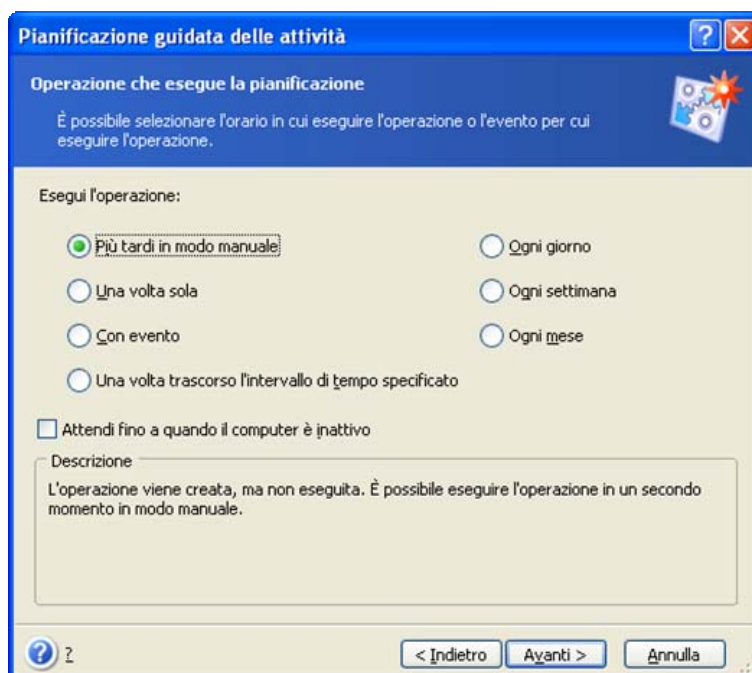 Pianificazione guidata delle attività
Operazione che esegue la pianificazione
È possibile selezionare l'orario in cui eseguire l'operazione o l'evento per cui
eseguire l'operazione.
Esegui l'operazione:
Più tardi in modo manuale
Ogni giorno
Una volta sola
Ogni settimana
Con evento
Ogni mese
Una volta trascorso l'intervallo di tempo specificato
Attendi fino a quando il computer è inattivo
Descrizione
L'operazione viene creata, ma non eseguita. È possibile eseguire l'operazione in un secondo
momento in modo manuale.
?
< Indietro
Avanti >
Annulla